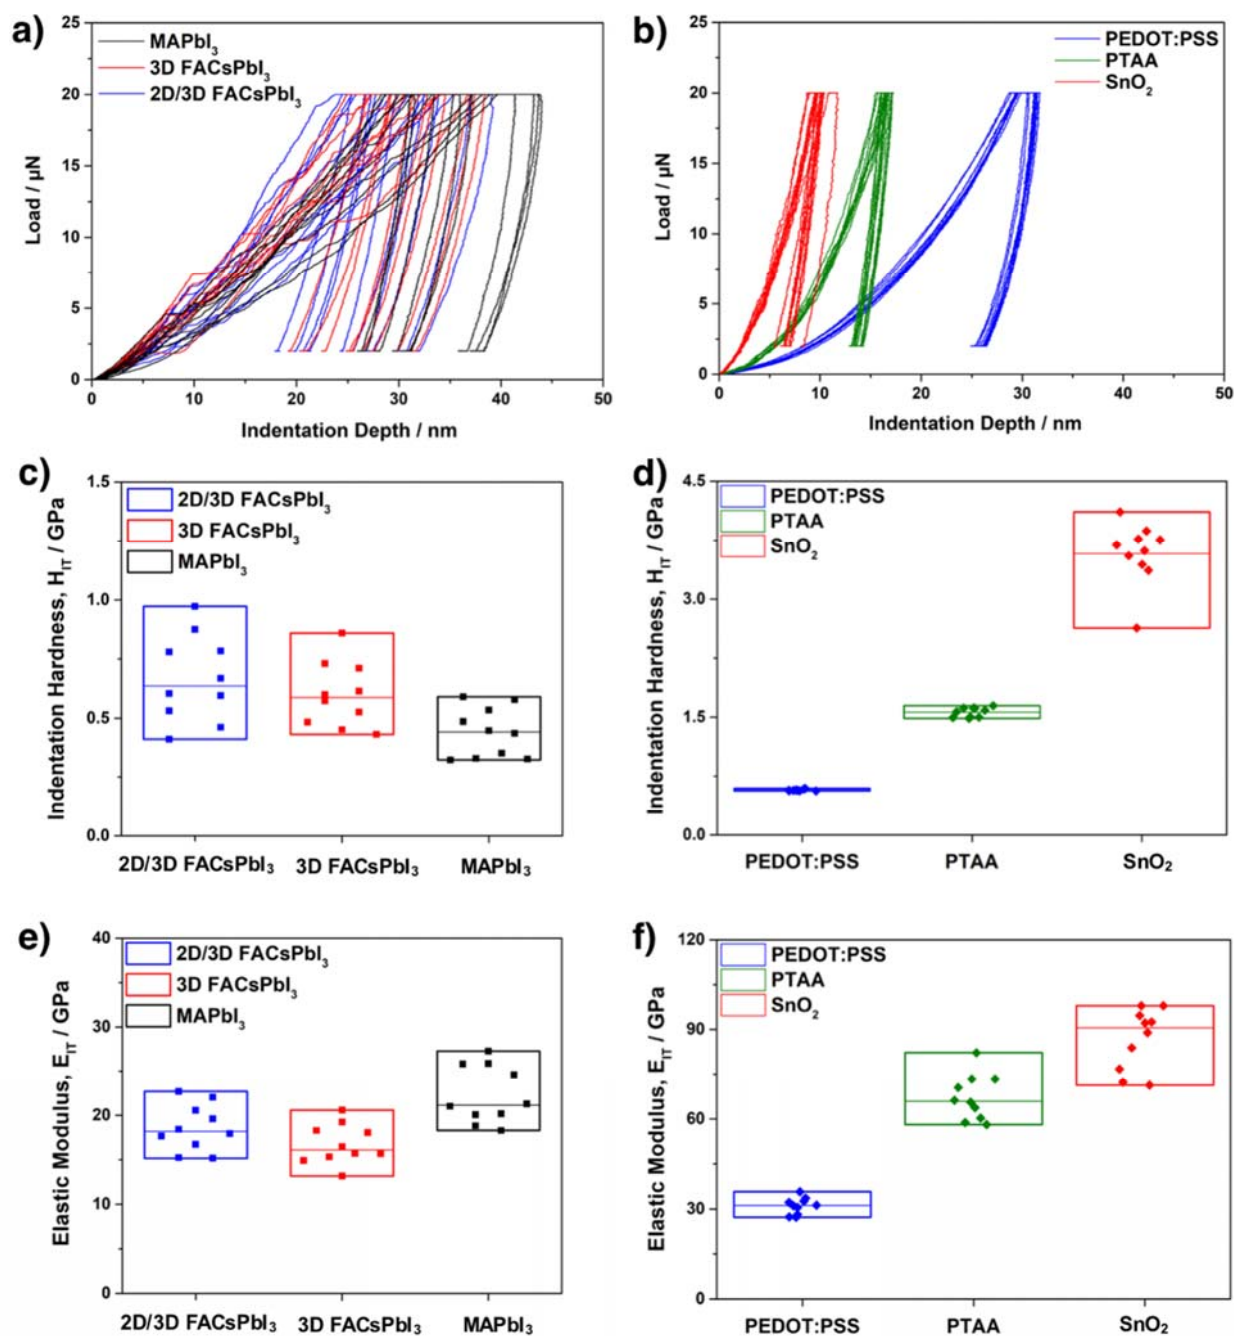 a)
25
20
15
10
5
0
Load / µN
MAPbI₃
3D FACsPbI₃
2D/3D FACsPbI₃
0 10 20 30 40 50
Indentation Depth / nm
b)
25
20
15
10
5
0
Load / µN
PEDOT:PSS
PTAA
SnO₂
0 10 20 30 40 50
Indentation Depth / nm
c)
1.5
1.0
0.5
0.0
Indentation Hardness, H_IT / GPa
2D/3D FACsPbI₃
3D FACsPbI₃
MAPbI₃
2D/3D FACsPbI₃ 3D FACsPbI₃ MAPbI₃
d)
4.5
3.0
1.5
0.0
Indentation Hardness, H_IT / GPa
PEDOT:PSS
PTAA
SnO₂
PEDOT:PSS PTAA SnO₂
e)
40
30
20
10
0
Elastic Modulus, E_IT / GPa
2D/3D FACsPbI₃
3D FACsPbI₃
MAPbI₃
2D/3D FACsPbI₃ 3D FACsPbI₃ MAPbI₃
f)
120
90
60
30
0
Elastic Modulus, E_IT / GPa
PEDOT:PSS
PTAA
SnO₂
PEDOT:PSS PTAA SnO₂